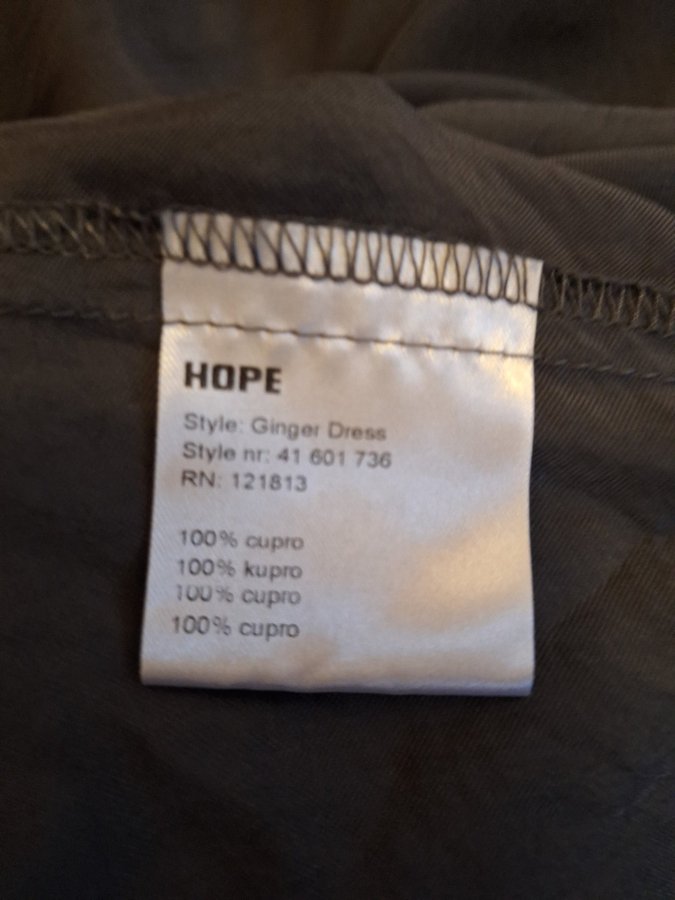 HOPE
Style: Ginger Dress
Style nr: 41 601 736
RN: 121813
100% cupro
100% kupro
100% cupro
100% cupro